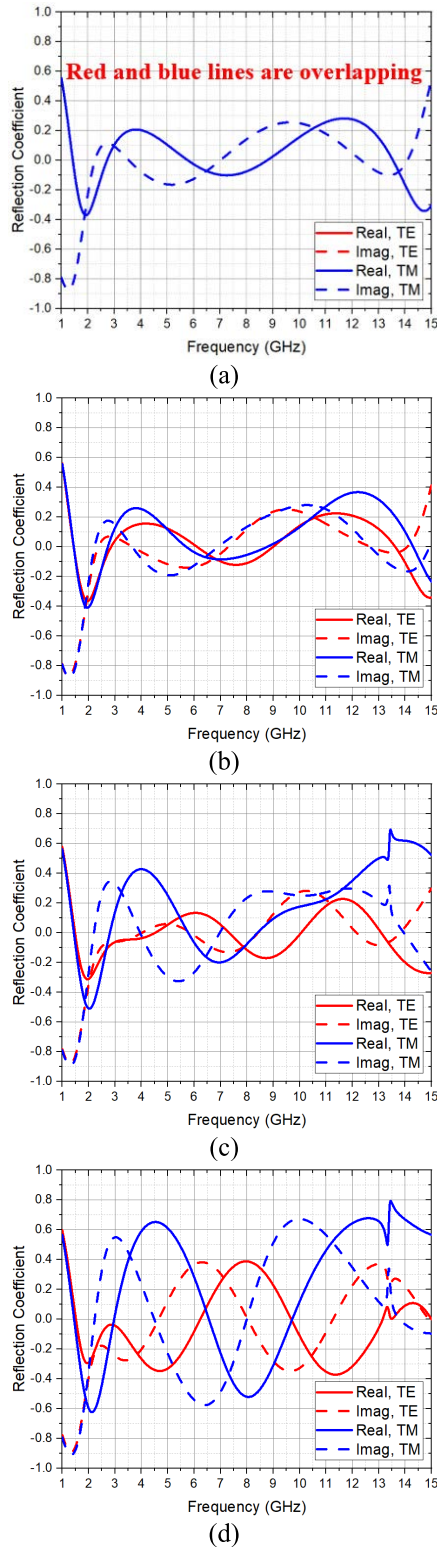 1.0
0.8
Red and blue lines are overlapping
0.6
0.4
0.2
0.0
-0.2
-0.4
-0.6
-0.8
-1.0
Reflection Coefficient
Real, TE
Imag, TE
Real, TM
Imag, TM
1 2 3 4 5 6 7 8 9 10 11 12 13 14 15
Frequency (GHz)
(a)
1.0
0.8
0.6
0.4
0.2
0.0
-0.2
-0.4
-0.6
-0.8
-1.0
Reflection Coefficient
Real, TE
Imag, TE
Real, TM
Imag, TM
1 2 3 4 5 6 7 8 9 10 11 12 13 14 15
Frequency (GHz)
(b)
1.0
0.8
0.6
0.4
0.2
0.0
-0.2
-0.4
-0.6
-0.8
-1.0
Reflection Coefficient
Real, TE
Imag, TE
Real, TM
Imag, TM
1 2 3 4 5 6 7 8 9 10 11 12 13 14 15
Frequency (GHz)
(c)
1.0
0.8
0.6
0.4
0.2
0.0
-0.2
-0.4
-0.6
-0.8
-1.0
Reflection Coefficient
Real, TE
Imag, TE
Real, TM
Imag, TM
1 2 3 4 5 6 7 8 9 10 11 12 13 14 15
Frequency (GHz)
(d)